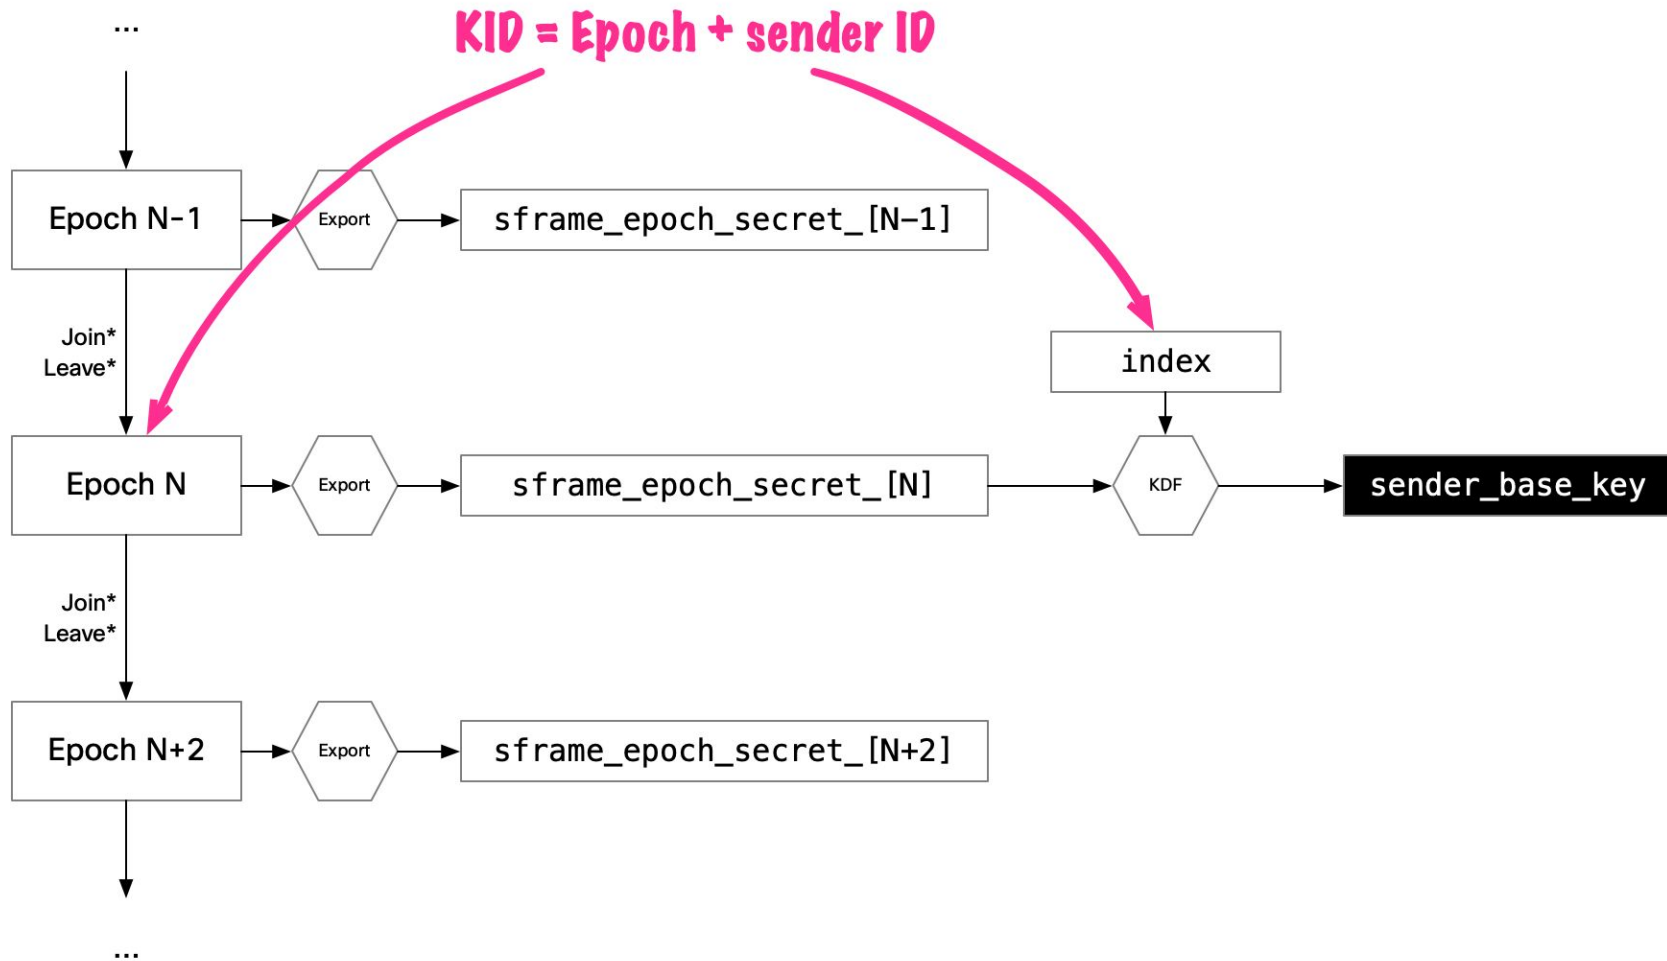 ...
KID = Epoch + sender ID
Epoch N-1
Export
sframe_epoch_secret_[N-1]
Join*
Leave*
index
Epoch N
Export
sframe_epoch_secret_[N]
KDF
sender_base_key
Join*
Leave*
Epoch N+2
Export
sframe_epoch_secret_[N+2]
...